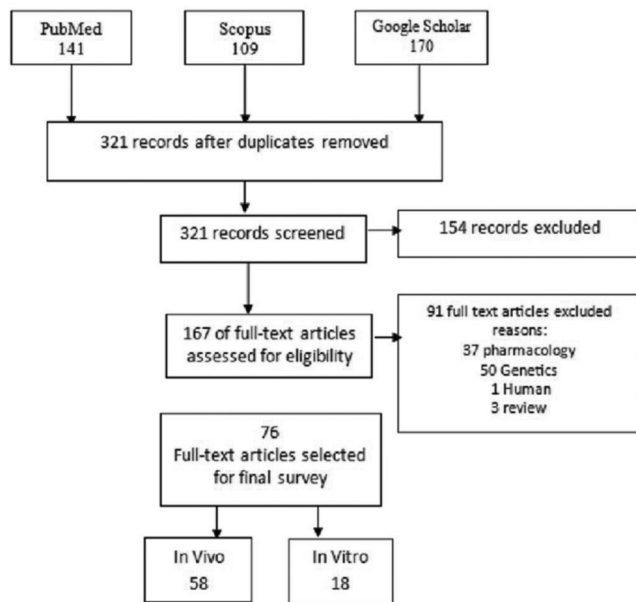 PubMed
141
Scopus
109
Google Scholar
170
321 records after duplicates removed
321 records screened
154 records excluded
167 of full-text articles
assessed for eligibility
91 full text articles excluded
reasons:
37 pharmacology
50 Genetics
1 Human
3 review
76
Full-text articles selected
for final survey
In Vivo
58
In Vitro
18